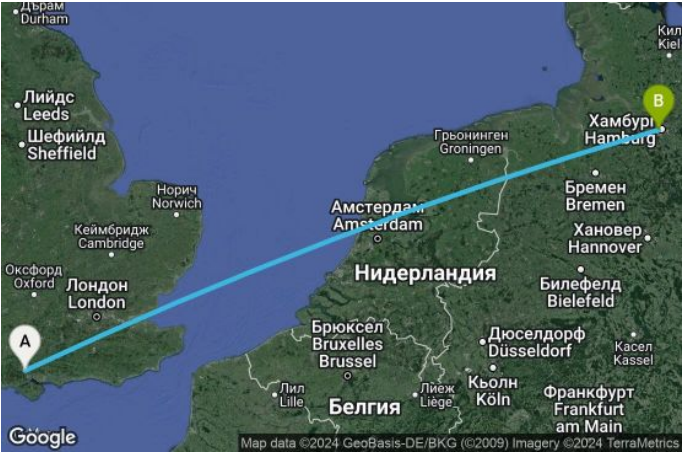 Дърам
Durham
Кил
Kiel
Лийдс
Leeds
B
Хамбург
Hamburg
Шефийлд
Sheffield
Грьонинген
Groningen
Норич
Norwich
Бремен
Bremen
Амстердам
Amsterdam
Кеймбридж
Cambridge
Хановер
Hannover
Оксфорд
Oxford
Лондон
London
Нидерландия
Билефелд
Bielefeld
A
Брюксел
Bruxelles
Brussel
Дюселдорф
Düsseldorf
Касел
Kassel
Лил
Lille
Лиеж
Liège
Кьолн
Köln
Белгия
Франкфурт
Frankfurt
am Main
Google
Map data ©2024 GeoBasis-DE/BKG (©2009) Imagery ©2024 TerraMetrics